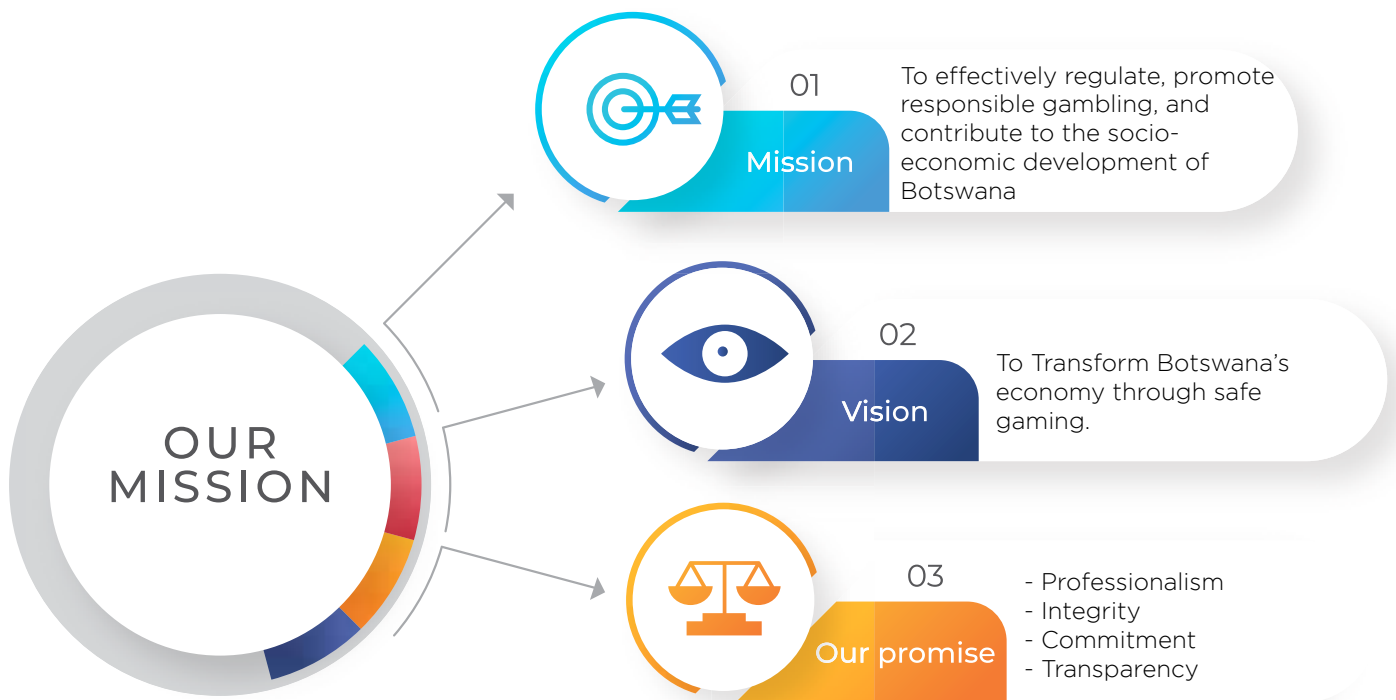 OUR
MISSION
01
Mission
To effectively regulate, promote
responsible gambling, and
contribute to the socio-
economic development of
Botswana
02
Vision
To Transform Botswana’s
economy through safe
gaming.
03
Our promise
- Professionalism
- Integrity
- Commitment
- Transparency